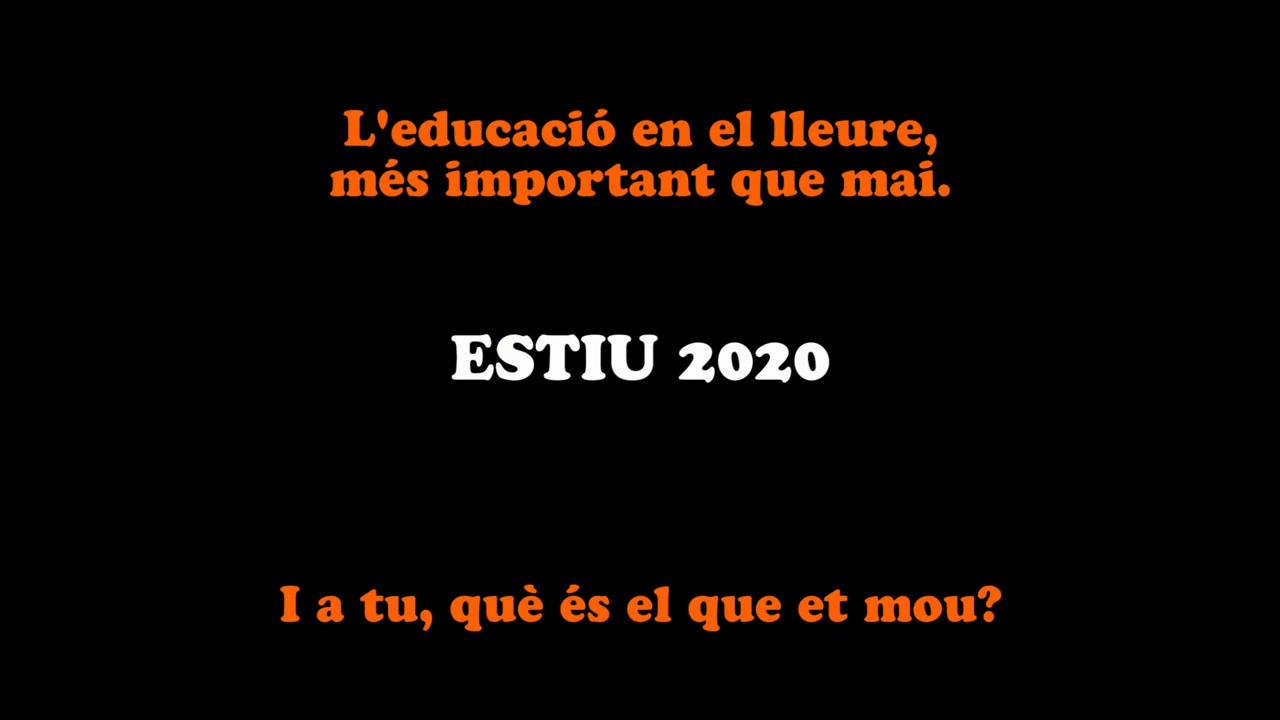 L'educació en el lleure,
més important que mai.
ESTIU 2020
I a tu, què és el que et mou?